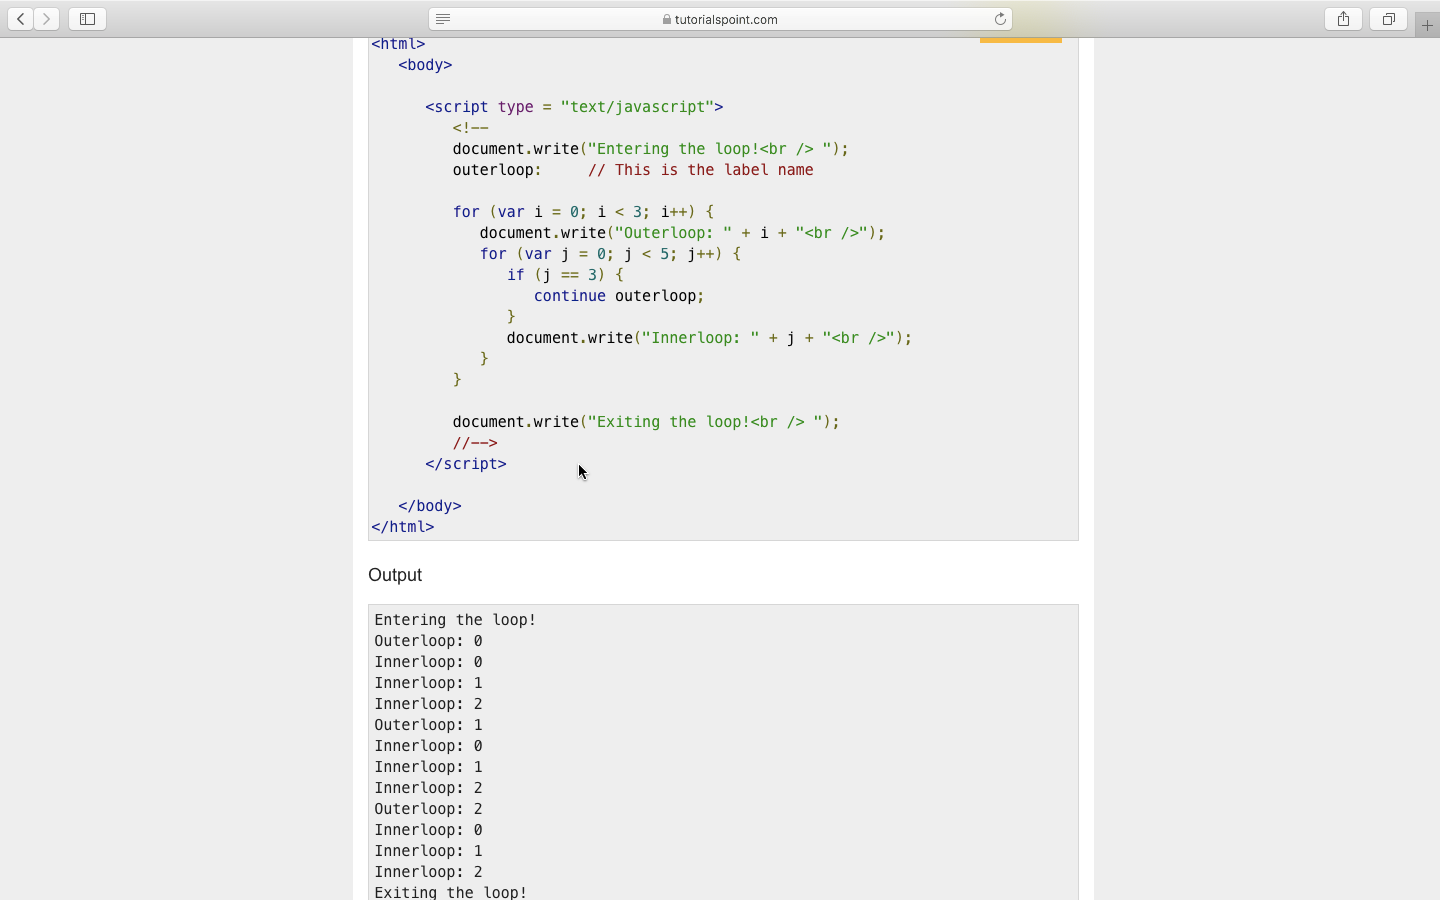 tutorialspoint.com
<html>
<body>
<script type = "text/javascript">
<!--
document.write("Entering the loop!<br /> ");
outerloop: // This is the label name
for (var i = 0; i < 3; i++) {
document.write("Outerloop: " + i + "<br />");
for (var j = 0; j < 5; j++) {
if (j == 3) {
continue outerloop;
}
document.write("Innerloop: " + j + "<br />");
}
}
document.write("Exiting the loop!<br /> ");
//-->
</script>
</body>
</html>
Output
Entering the loop!
Outerloop: 0
Innerloop: 0
Innerloop: 1
Innerloop: 2
Outerloop: 1
Innerloop: 0
Innerloop: 1
Innerloop: 2
Outerloop: 2
Innerloop: 0
Innerloop: 1
Innerloop: 2
Exiting the loop!